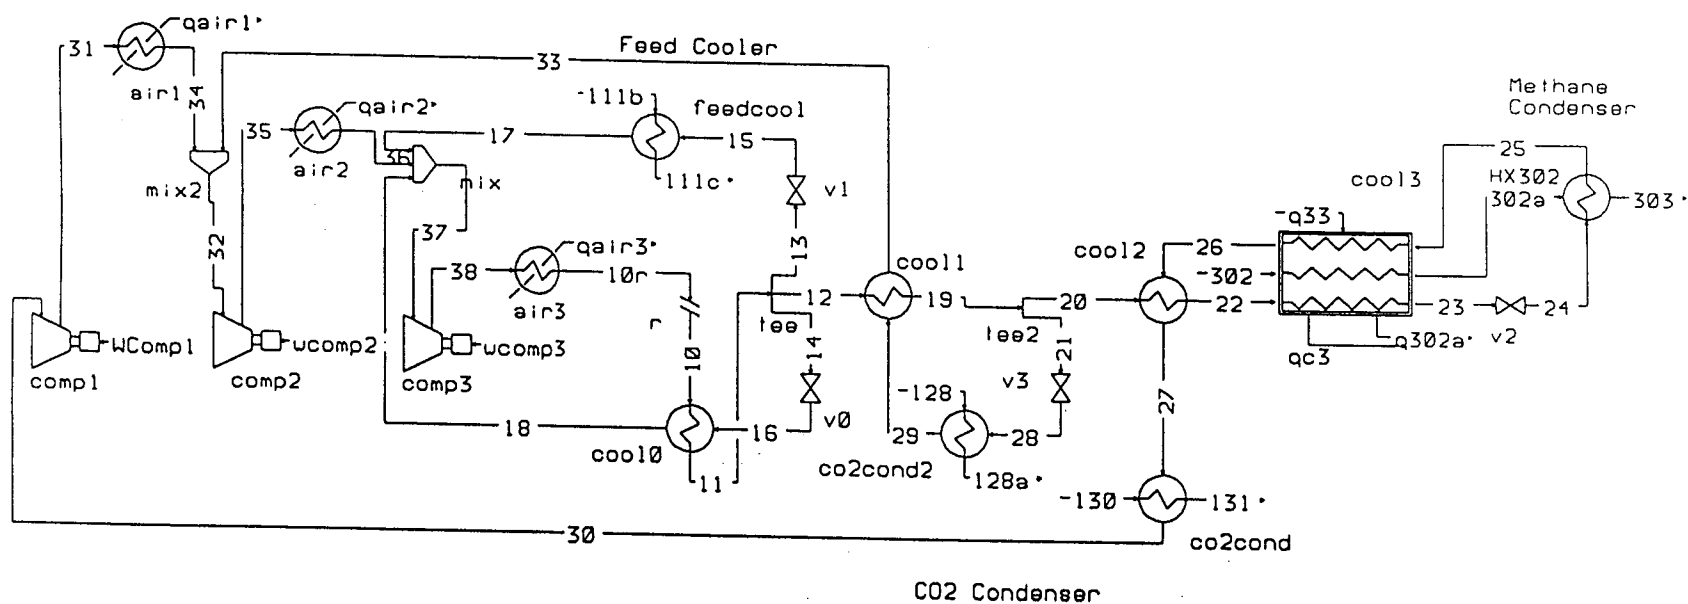 qair1*
31
Feed Cooler
33
air1
34
Methane
Condenser
-111b
feedcool
qair2*
35
17
15
25
36
air2
mix
111c*
v1
cool3
HX302
302a
303*
mix2
-q33
37
13
32
qair3*
38
10r
26
cool1
cool2
-302
12
19
20
22
23
24
air3
r
tee
tee2
v2
q302a*
qc3
WComp1
wcomp2
wcomp3
10
14
21
comp1
comp2
comp3
v3
-128
27
v0
18
16
29
28
cool0
co2cond2
11
128a*
-130
131*
30
co2cond
CO2 Condenser